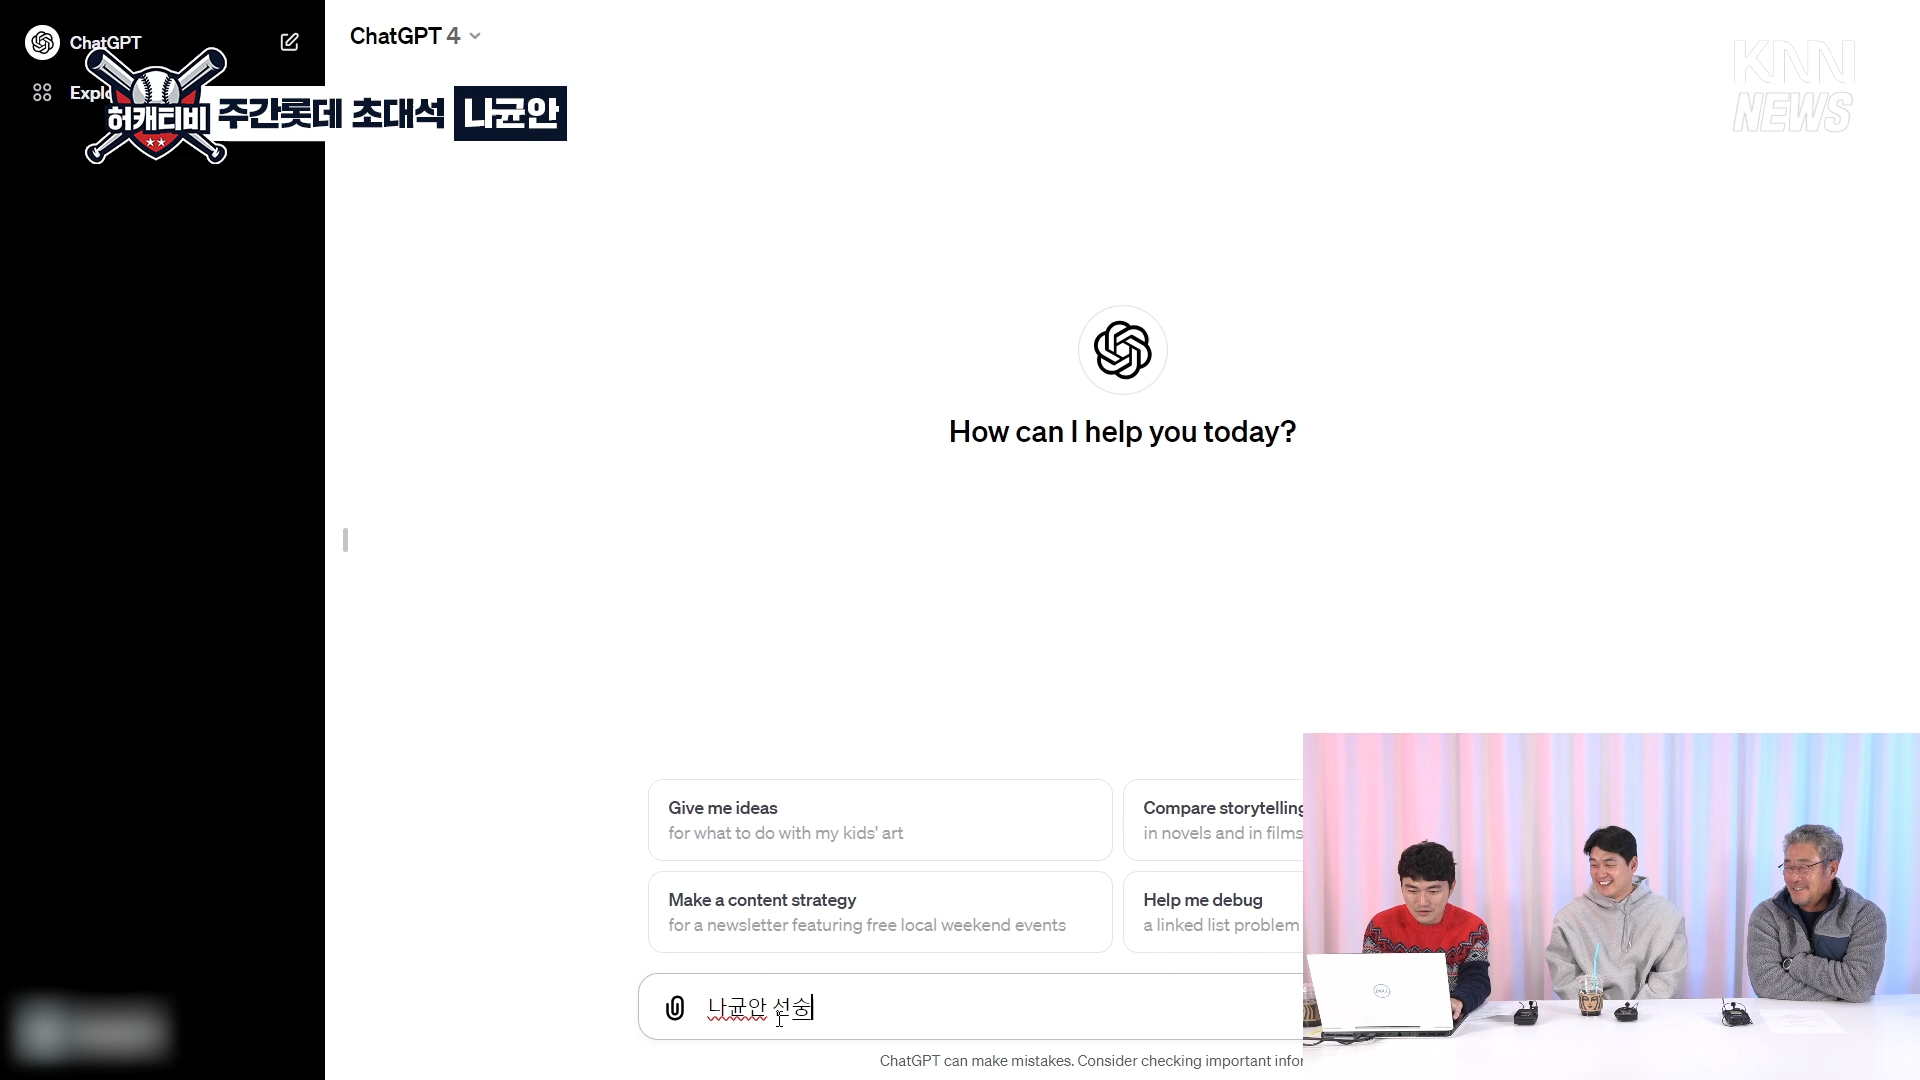 ChatGPT
Explo
허캐티비 주간롯데 초대석 나균안
ChatGPT 4
KNN
NEWS
How can I help you today?
Give me ideas
for what to do with my kids' art
Compare storytelling
in novels and in films
Make a content strategy
for a newsletter featuring free local weekend events
Help me debug
a linked list problem
나균안 선숭
ChatGPT can make mistakes. Consider checking important infor
DELL